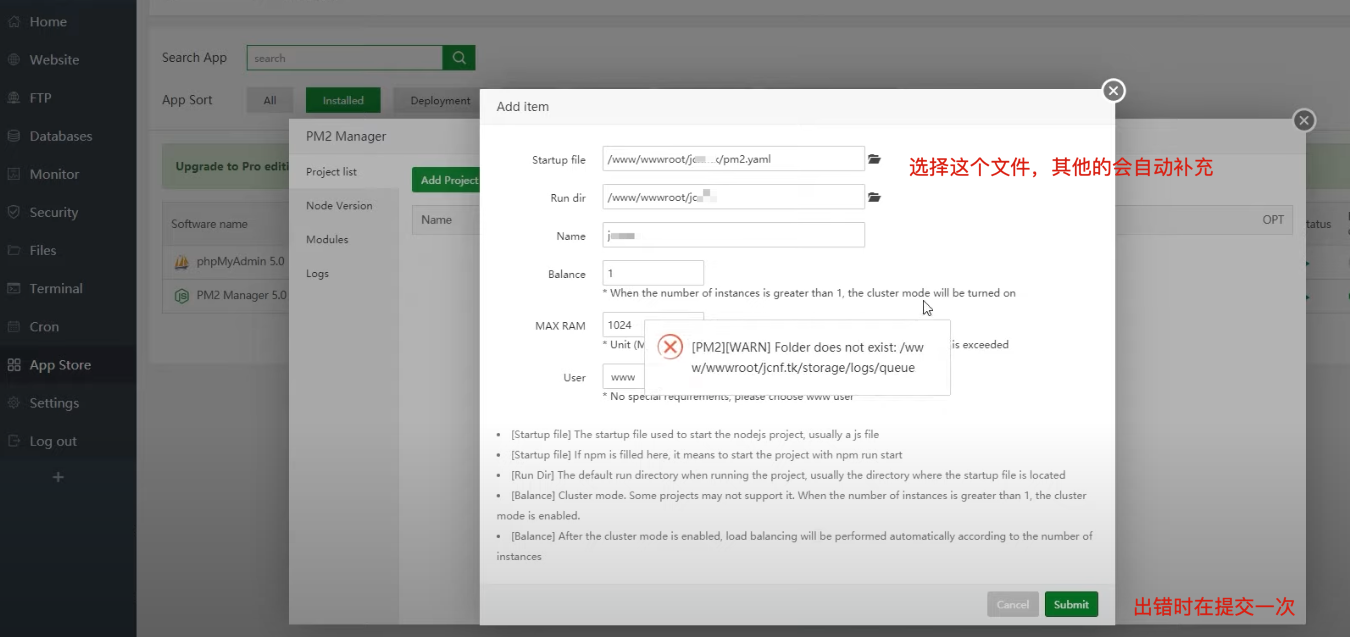 Home
Website
FTP
Databases
Monitor
Security
Files
Terminal
Cron
App Store
Settings
Log out
Search App
search
App Sort
All
Installed
Deployment
Upgrade to Pro editi
Software name
phpMyAdmin 5.0
PM2 Manager 5.0
tatus
PM2 Manager
Project list
Node Version
Modules
Logs
Add Project
Name
OPT
Add item
Startup file
/www/wwwroot/jc
/pm2.yaml
选择这个文件，其他的会自动补充
Run dir
/www/wwwroot/jc
Name
j
Balance
1
* When the number of instances is greater than 1, the cluster mode will be turned on
MAX RAM
1024
* Unit (M
is exceeded
[PM2][WARN] Folder does not exist: /ww
w/wwwroot/jcnf.tk/storage/logs/queue
User
www
* No special requirements, please choose www user
• [Startup file] The startup file used to start the nodejs project, usually a js file
• [Startup file] If npm is filled here, it means to start the project with npm run start
• [Run Dir] The default run directory when running the project, usually the directory where the startup file is located
• [Balance] Cluster mode. Some projects may not support it. When the number of instances is greater than 1, the cluster
mode is enabled.
• [Balance] After the cluster mode is enabled, load balancing will be performed automatically according to the number of
instances
Cancel
Submit
出错时在提交一次